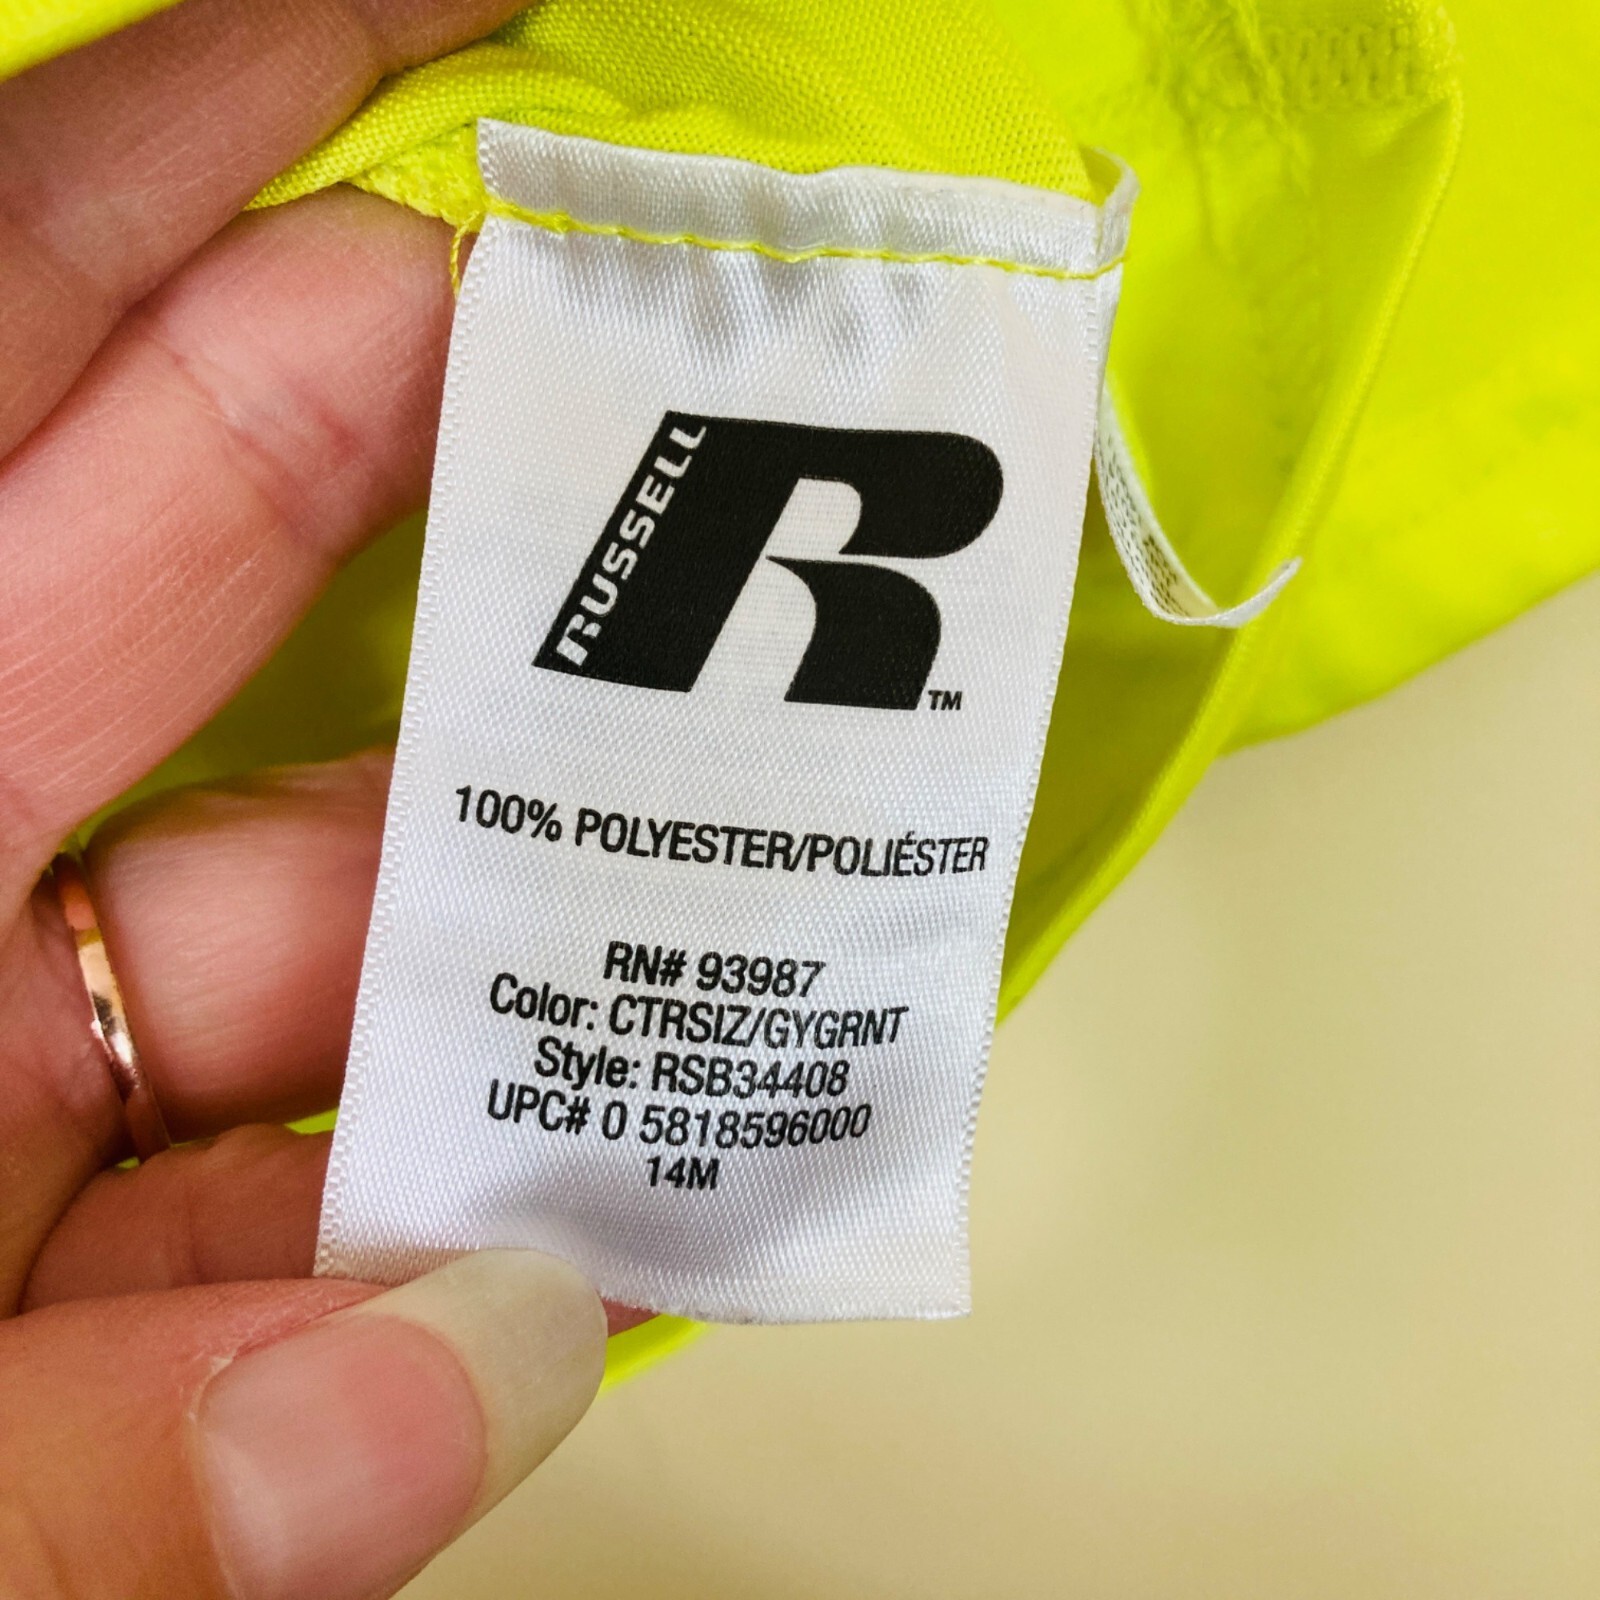 RUSSELL
TM
100% POLYESTER/POLIÉSTER
RN# 93987
Color: CTRSIZ/GYGRNT
Style: RSB34408
UPC# 0 5818596000
14M